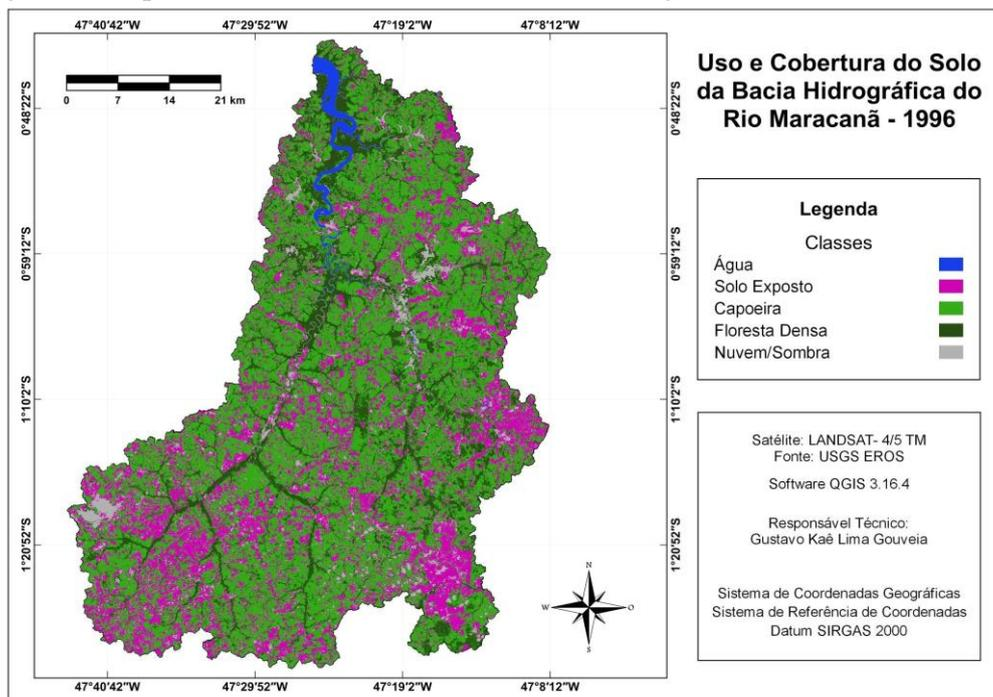 47°40'42"W 47°29'52"W 47°19'2"W 47°8'12"W
0 7 14 21 km
0°48'22"S 0°48'22"S
0°59'12"S 0°59'12"S
1°10'2"S 1°10'2"S
1°20'52"S 1°20'52"S
N
W O
S
47°40'42"W 47°29'52"W 47°19'2"W 47°8'12"W
Uso e Cobertura do Solo
da Bacia Hidrográfica do
Rio Maracanã - 1996
Legenda
Classes
Água
Solo Exposto
Capoeira
Floresta Densa
Nuvem/Sombra
Satélite: LANDSAT- 4/5 TM
Fonte: USGS EROS
Software QGIS 3.16.4
Responsável Técnico:
Gustavo Kaê Lima Gouveia
Sistema de Coordenadas Geográficas
Sistema de Referência de Coordenadas
Datum SIRGAS 2000